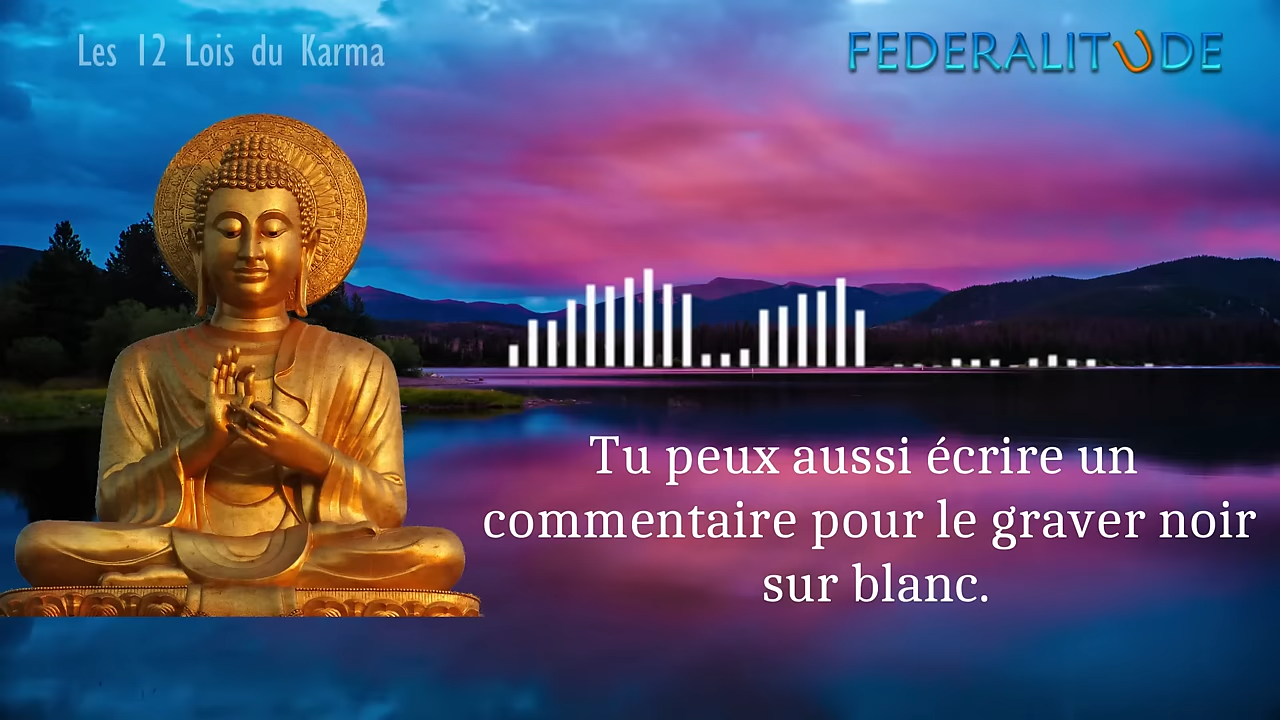 Les 12 Lois du Karma
FEDERALITUDE
Tu peux aussi écrire un
commentaire pour le graver noir
sur blanc.